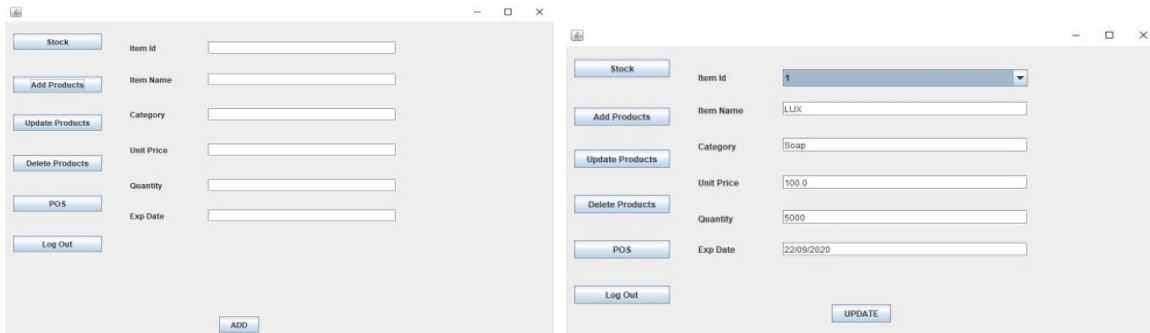 Stock
Item Id
Add Products
Item Name
Update Products
Category
Delete Products
Unit Price
POS
Quantity
Log Out
Exp Date
ADD
Stock
Item Id 1
Add Products
Item Name LUX
Update Products
Category Soap
Delete Products
Unit Price 100.0
POS
Quantity 5000
Log Out
Exp Date 22/09/2020
UPDATE